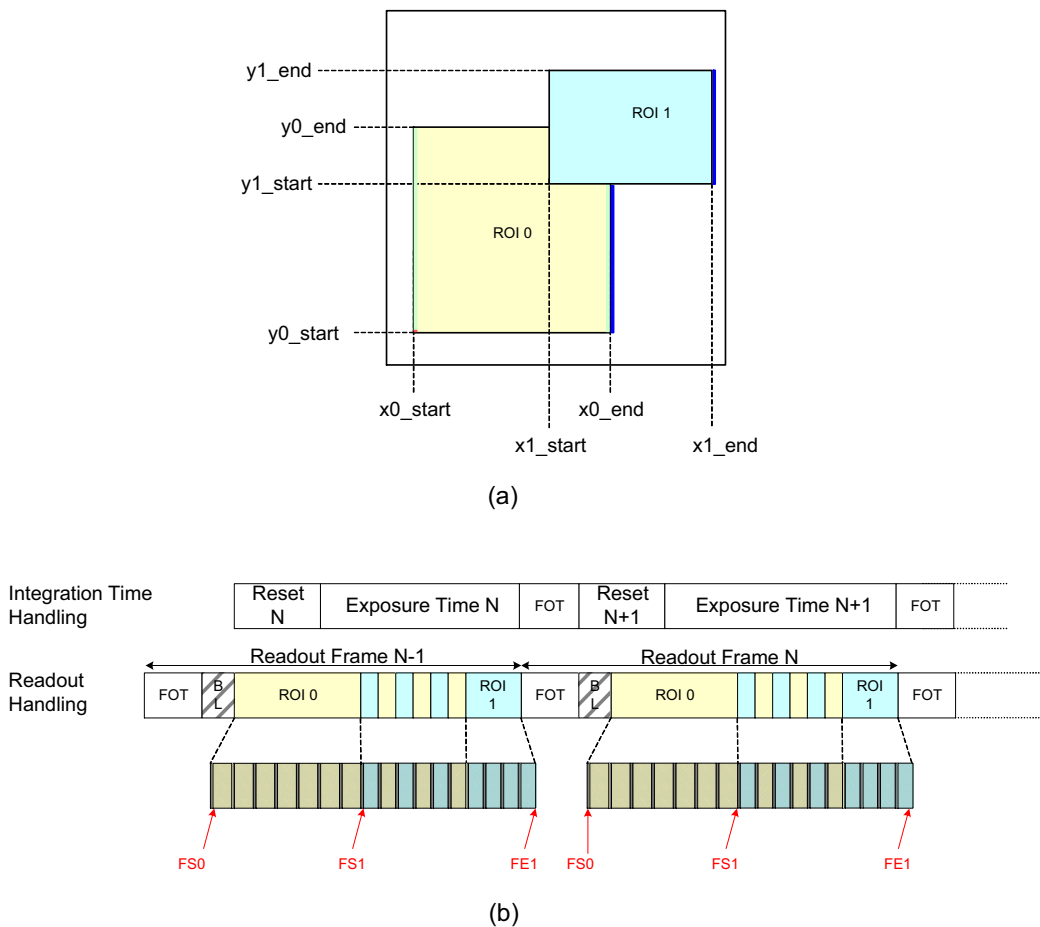 y1_end
ROI 1
y0_end
y1_start
ROI 0
y0_start
x0_start
x0_end
x1_start
x1_end
(a)
Integration Time
Handling
Reset
N
Exposure Time N
FOT
Reset
N+1
Exposure Time N+1
FOT
Readout Frame N-1
Readout Frame N
Readout
Handling
FOT
B
L
ROI 0
ROI
1
FOT
B
L
ROI 0
ROI
1
FOT
FS0
FS1
FE1
FS0
FS1
FE1
(b)